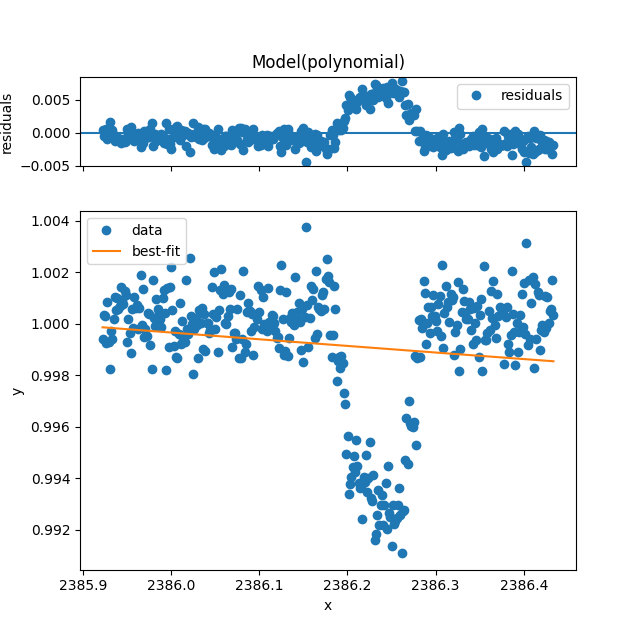 Model(polynomial)
residuals
0.005
0.000
−0.005
residuals
data
best-fit
1.004
1.002
1.000
0.998
0.996
0.994
0.992
y
2385.9 2386.0 2386.1 2386.2 2386.3 2386.4
x